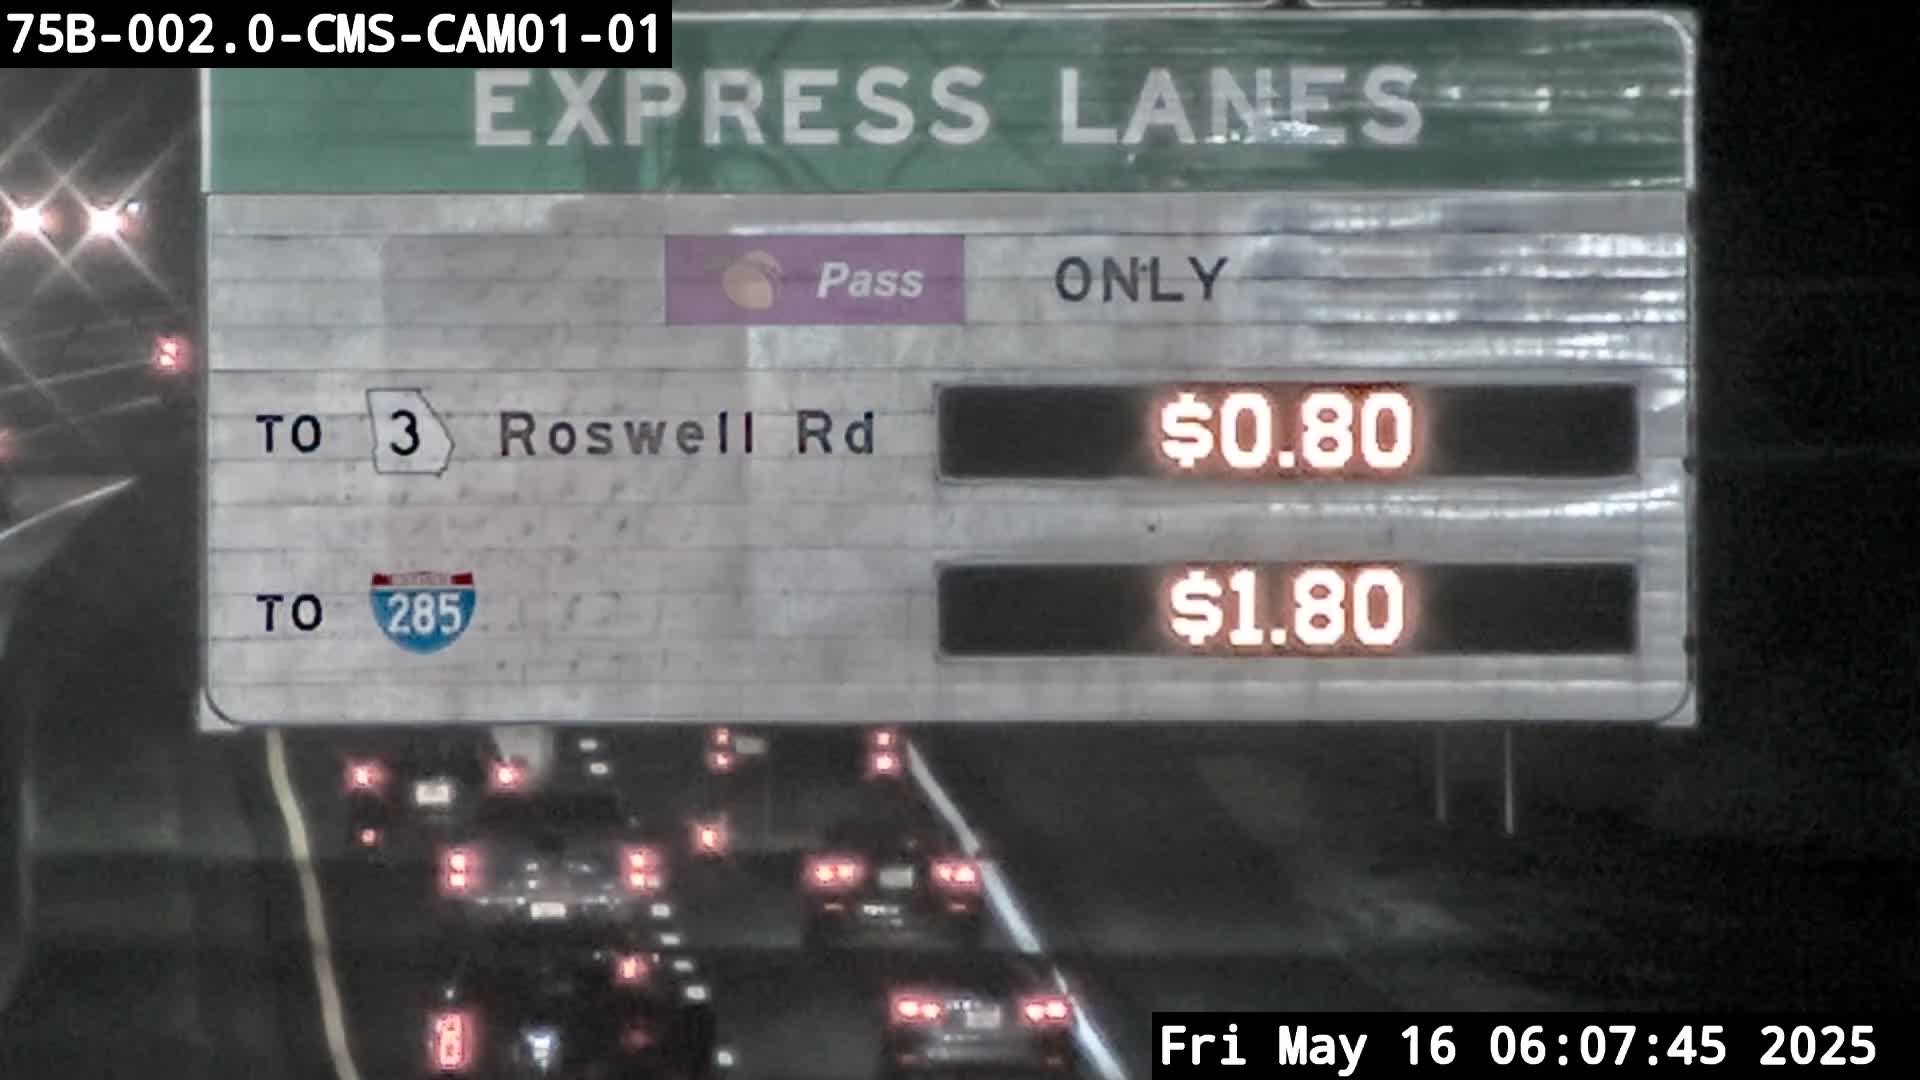 75B-002.0-CMS-CAM01-01
EXPRESS LANES
Pass ONLY
TO 3 Roswell Rd $0.80
TO 285 $1.80
Fri May 16 06:07:45 2025